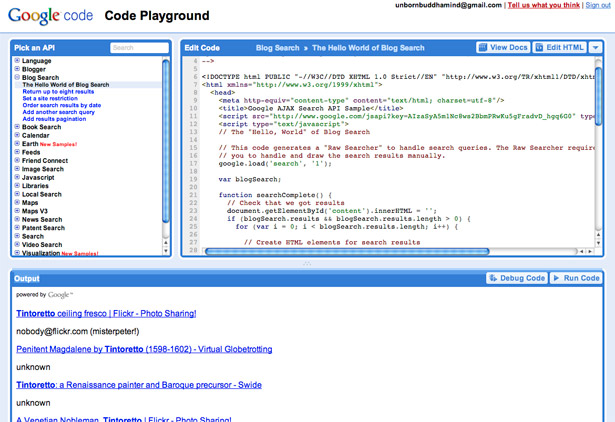 unbornbuddhamind@gmail.com | Tell us what you think | Sign out
Google code Code Playground
Pick an API
Search
Language
Blogger
Blog Search
The Hello World of Blog Search
Return up to eight results
Set a site restriction
Order search results by date
Add another search query
Add results pagination
Book Search
Calendar
Earth New Samples!
Feeds
Friend Connect
Image Search
Javascript
Libraries
Local Search
Maps
Maps V3
News Search
Patent Search
Search
Video Search
Visualization New Samples!
Edit Code Blog Search » The Hello World of Blog Search View Docs Edit HTML
4 -->
5
6 <!DOCTYPE html PUBLIC "-//W3C//DTD XHTML 1.0 Strict//EN" "http://www.w3.org/TR/xhtml1/DTD/xht
7 <html xmlns="http://www.w3.org/1999/xhtml">
8 <head>
9 <meta http-equiv="content-type" content="text/html; charset=utf-8"/>
10 <title>Google AJAX Search API Sample</title>
11 <script src="http://www.google.com/jsapi?key= typ
12 <script type="text/javascript">
13 // The "Hello, World" of Blog Search
14
15 // This code generates a "Raw Searcher" to handle search queries. The Raw Searcher requir
16 // you to handle and draw the search results manually.
17 google.load('search', '1');
18
19 var blogSearch;
20
21 function searchComplete() {
22 // Check that we got results
23 document.getElementById('content').innerHTML = '';
24 if (blogSearch.results && blogSearch.results.length > 0) {
25 for (var i = 0; i < blogSearch.results.length; i++) {
26
27 // Create HTML elements for search results
28
Output
Debug Code Run Code
powered by Google™
Tintoretto ceiling fresco | Flickr - Photo Sharing!
nobody@flickr.com (misterpeter!)
Penitent Magdalene by Tintoretto (1598-1602) - Virtual Globetrotting
unknown
Tintoretto: a Renaissance painter and Baroque precursor - Swide
unknown
A Venetian Nobleman, Tintoretto | Flickr - Photo Sharing!